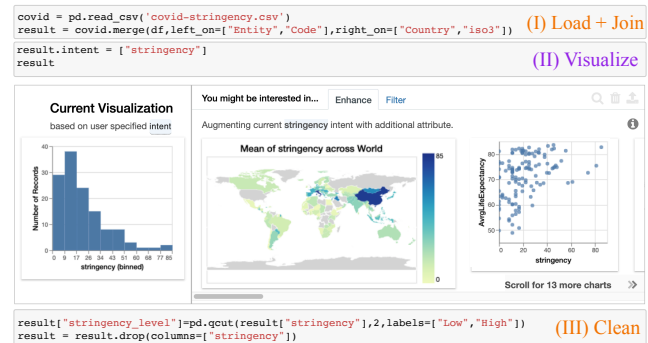 covid = pd.read_csv('covid-stringency.csv')
result = covid.merge(df,left_on=["Entity","Code"],right_on=["Country","iso3"])
(I) Load + Join
result.intent = ["stringency"]
result
(II) Visualize
Current Visualization
based on user specified intent
Number of Records
40
30
20
10
0
0 9 17 26 34 43 51 60 68 77 85
stringency (binned)
You might be interested in...
Enhance
Filter
Augmenting current stringency intent with additional attribute.
Mean of stringency across World
85
0
AvrgLifeExpectancy
80
70
60
50
0 20 40 60 80
stringency
Scroll for 13 more charts
result["stringency_level"]=pd.qcut(result["stringency"],2,labels=["Low","High"])
result = result.drop(columns=["stringency"])
(III) Clean